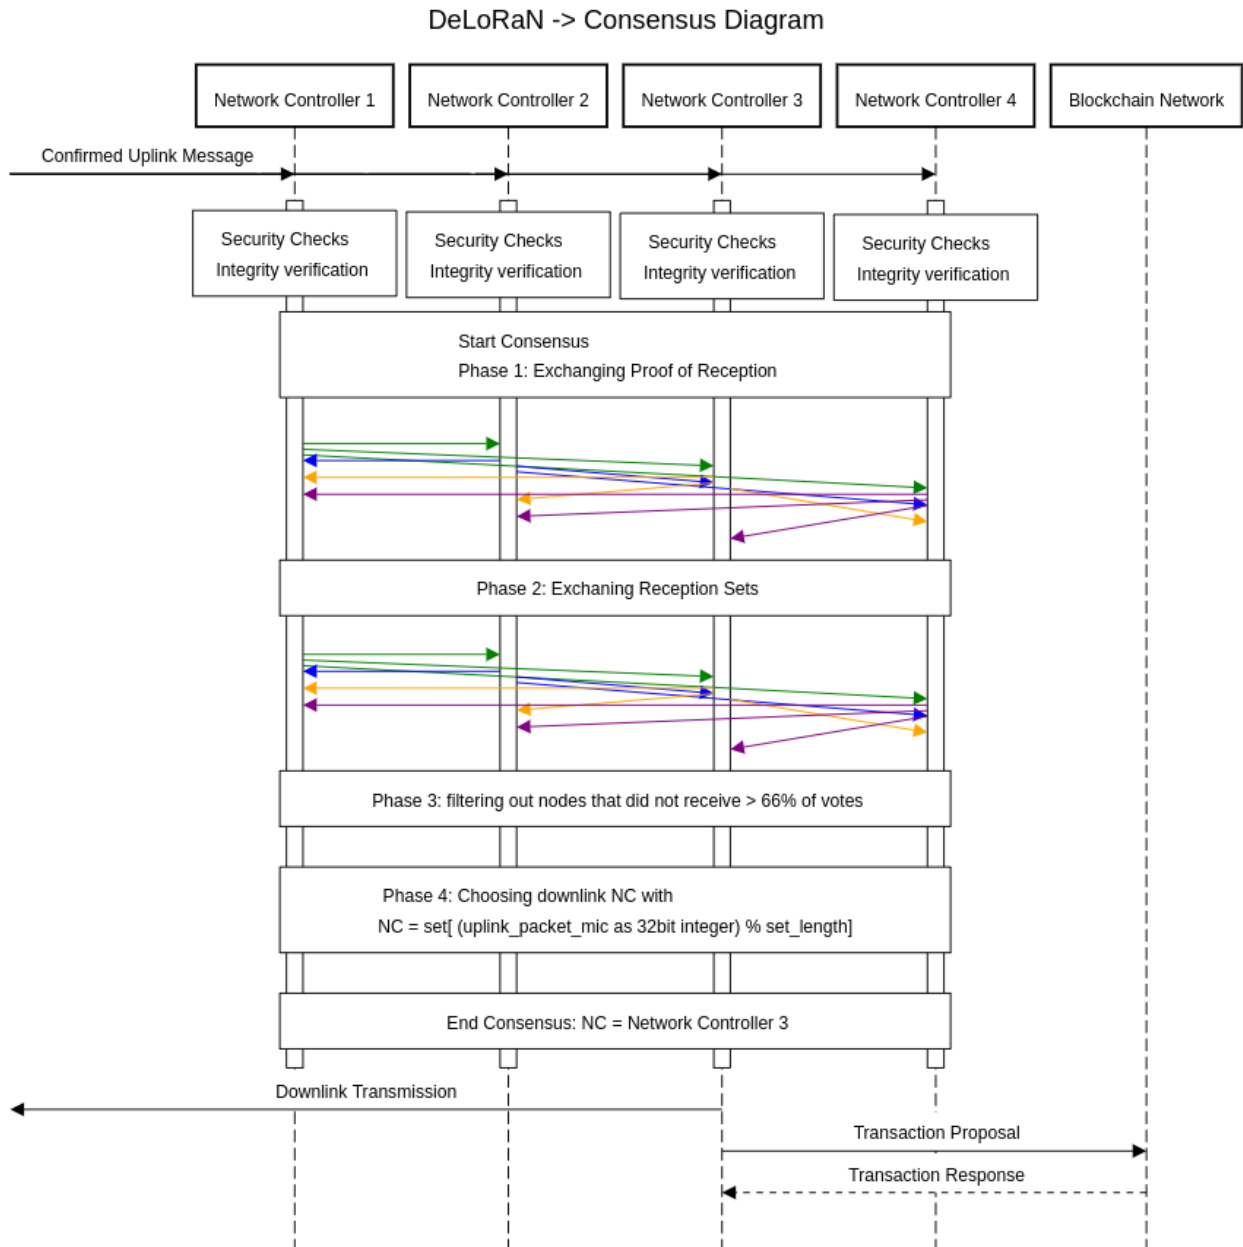 DeLoRaN -> Consensus Diagram
Network Controller 1
Network Controller 2
Network Controller 3
Network Controller 4
Blockchain Network
Confirmed Uplink Message
Security Checks
Integrity verification
Security Checks
Integrity verification
Security Checks
Integrity verification
Security Checks
Integrity verification
Start Consensus
Phase 1: Exchanging Proof of Reception
Phase 2: Exchaning Reception Sets
Phase 3: filtering out nodes that did not receive > 66% of votes
Phase 4: Choosing downlink NC with
NC = set[ (uplink_packet_mic as 32bit integer) % set_length]
End Consensus: NC = Network Controller 3
Downlink Transmission
Transaction Proposal
Transaction Response